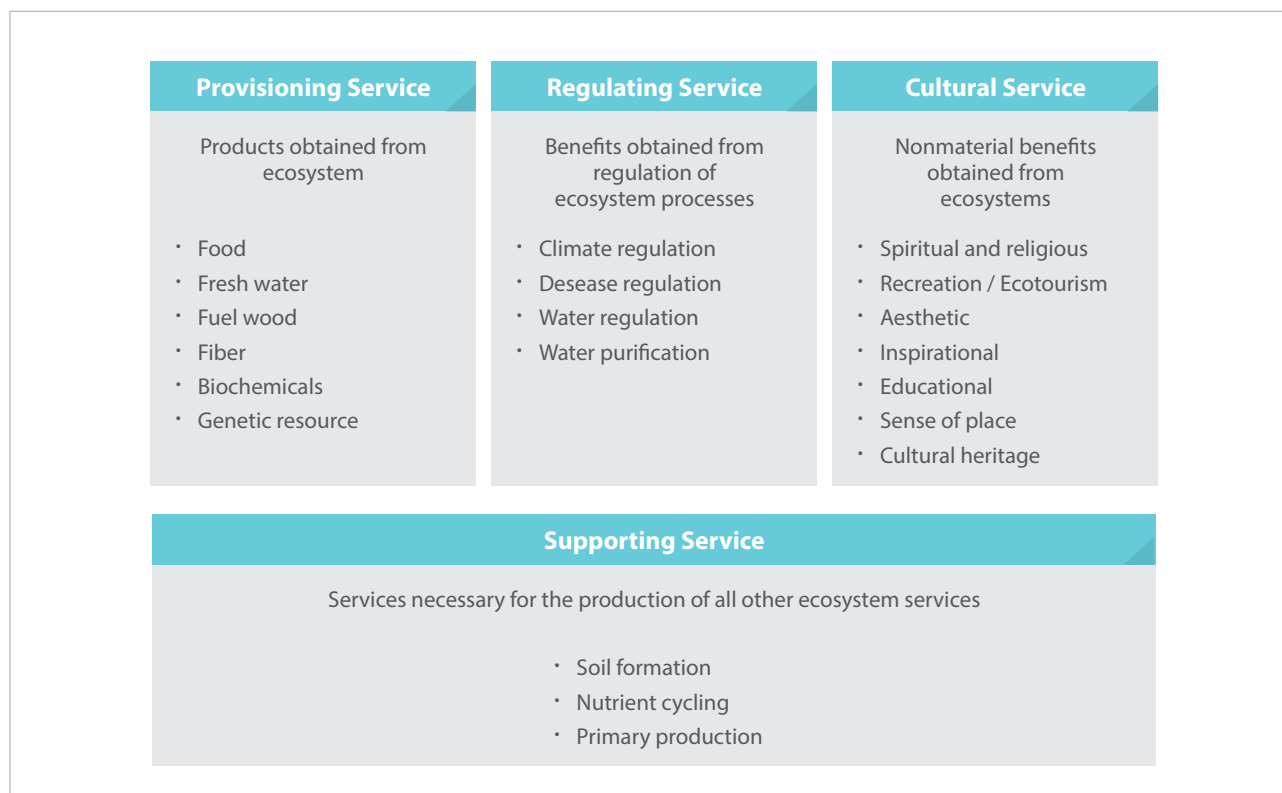 Provisioning Service
Products obtained from
ecosystem
· Food
· Fresh water
· Fuel wood
· Fiber
· Biochemicals
· Genetic resource
Regulating Service
Benefits obtained from
regulation of
ecosystem processes
· Climate regulation
· Desease regulation
· Water regulation
· Water purification
Cultural Service
Nonmaterial benefits
obtained from
ecosystems
· Spiritual and religious
· Recreation / Ecotourism
· Aesthetic
· Inspirational
· Educational
· Sense of place
· Cultural heritage
Supporting Service
Services necessary for the production of all other ecosystem services
· Soil formation
· Nutrient cycling
· Primary production